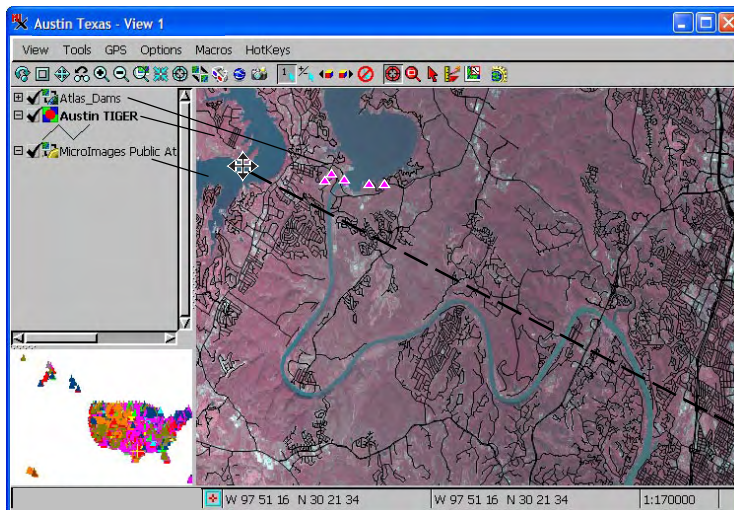 Austin Texas - View 1
View Tools GPS Options Macros HotKeys
1
Atlas_Dams
Austin TIGER
MicroImages Public At
W 97 51 16 N 30 21 34
W 97 51 16 N 30 21 34
1:170000